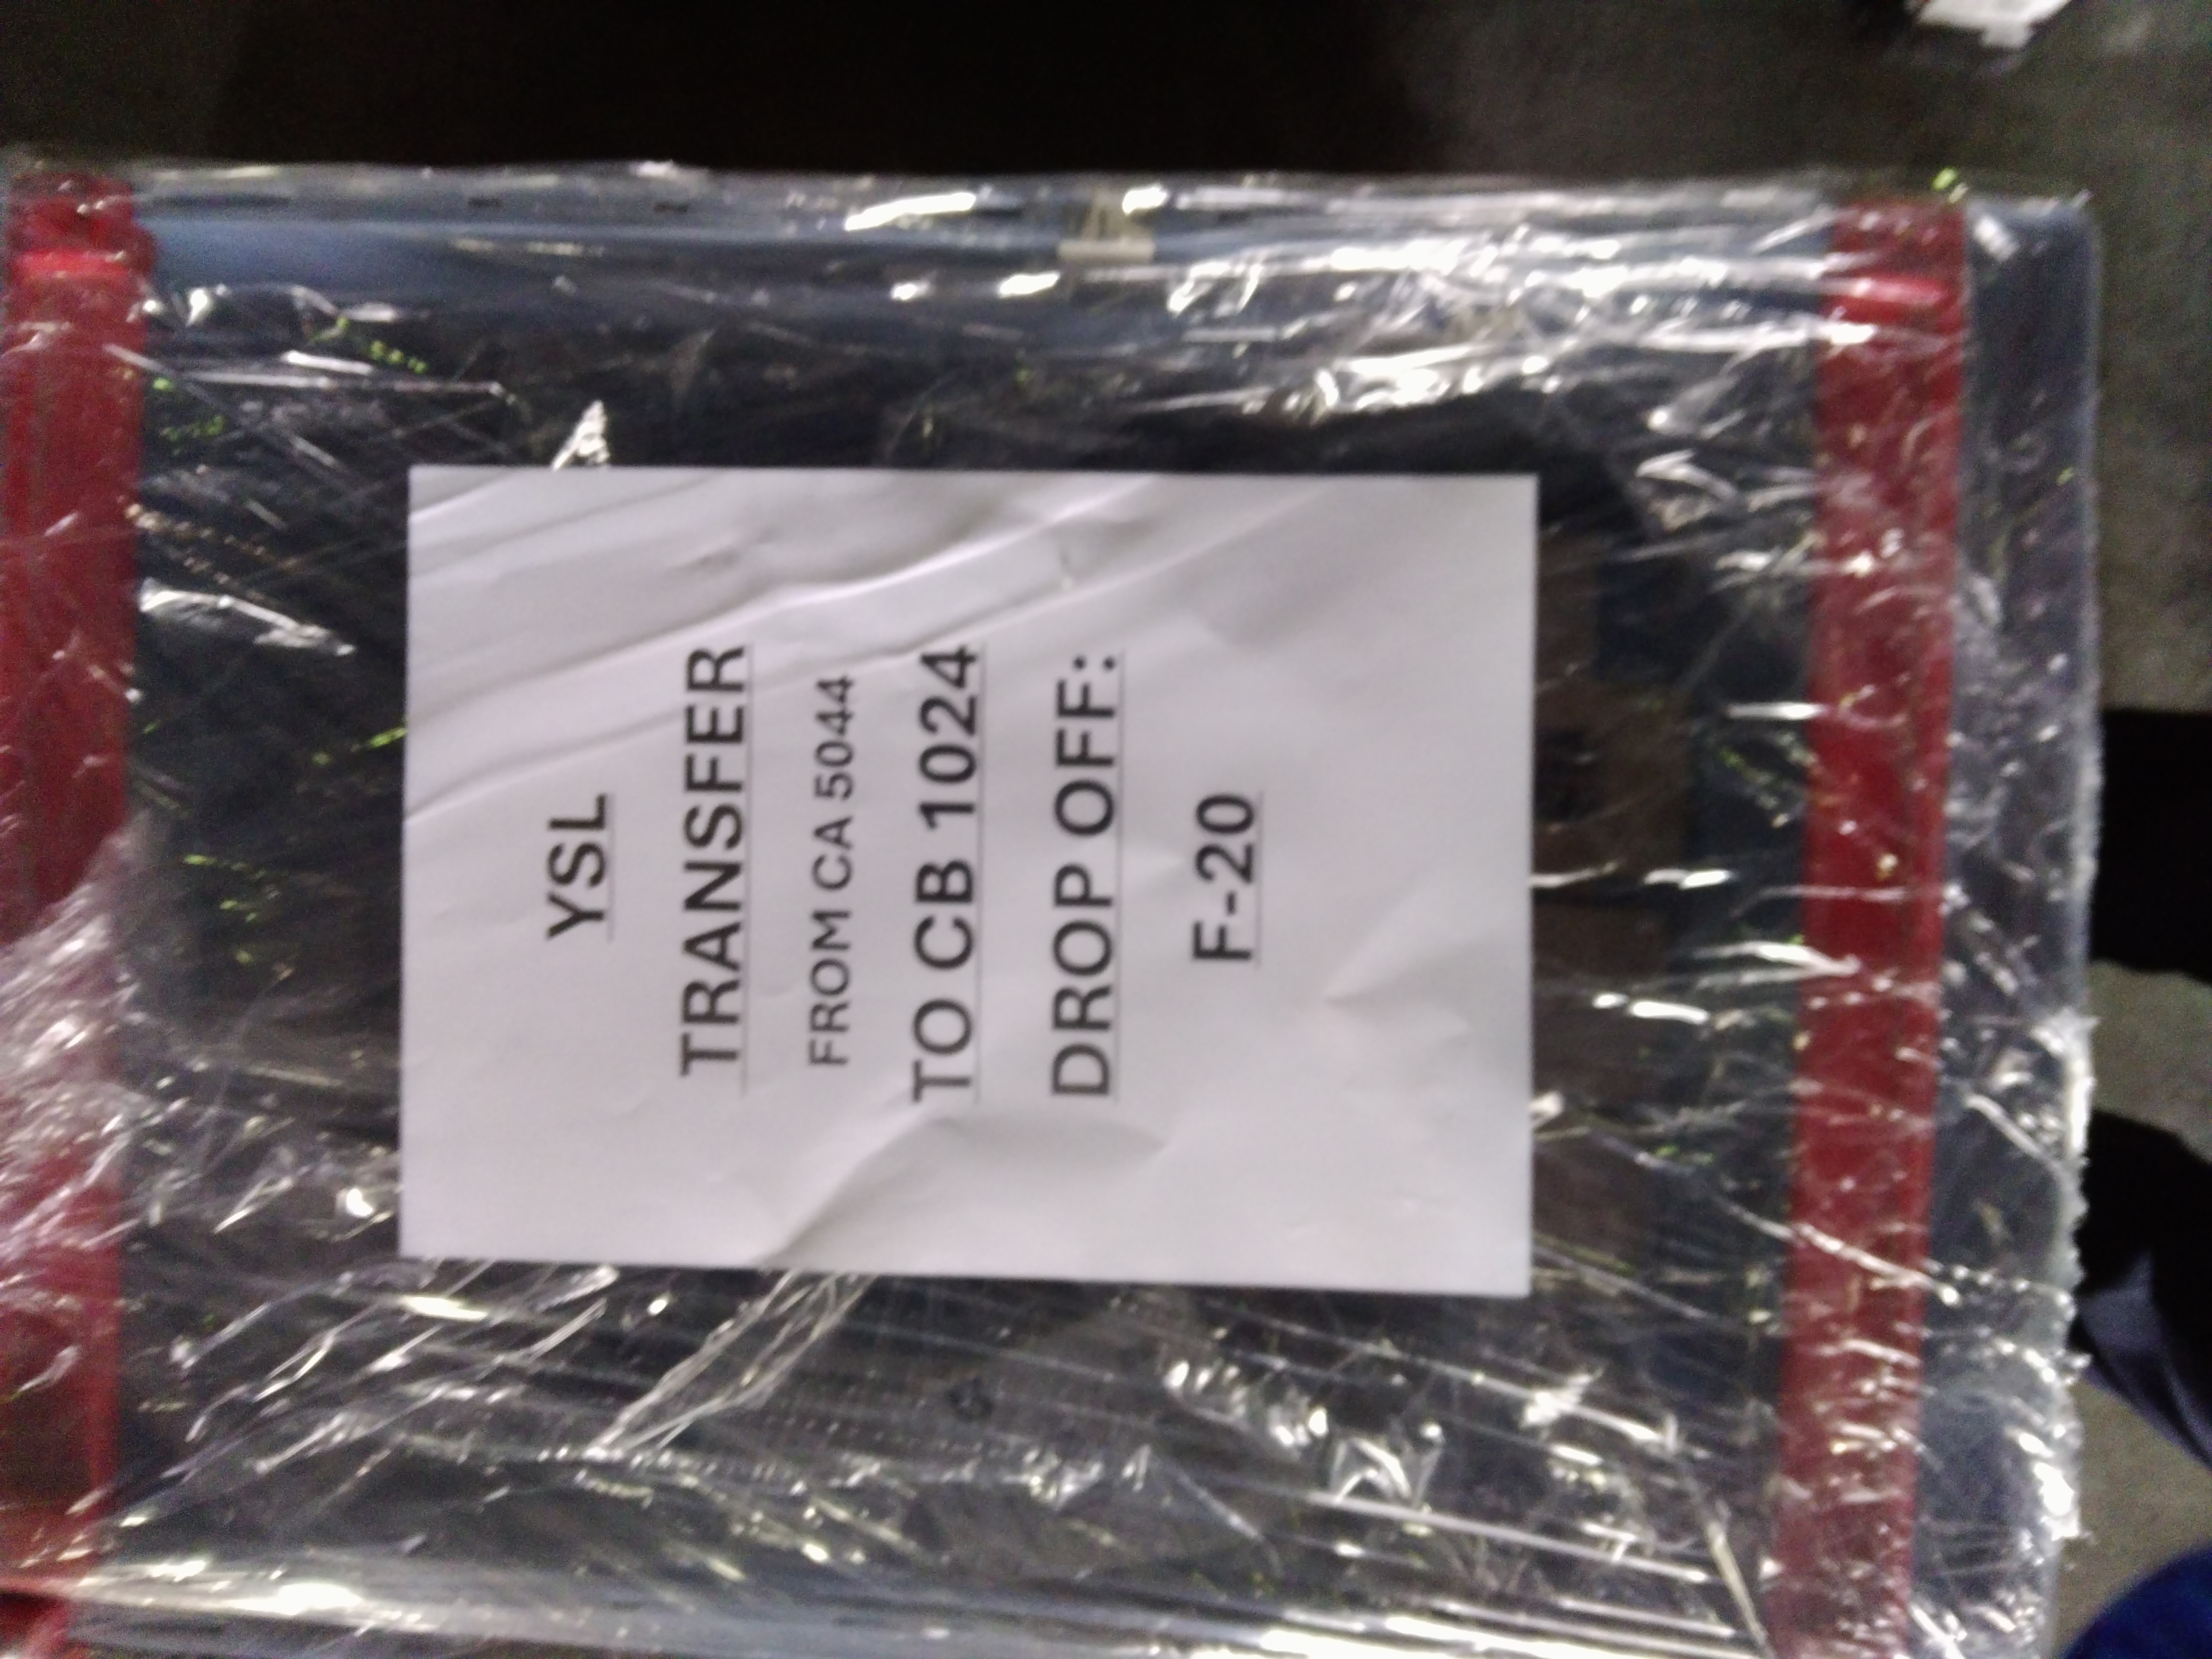 YSL
TRANSFER
FROM CA 5044
TO CB 1024
DROP OFF:
F-20